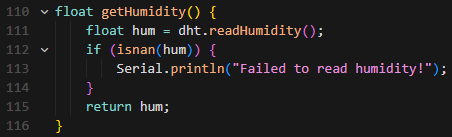 110 float getHumidity() {
111 float hum = dht.readHumidity();
112 if (isnan(hum)) {
113 Serial.println("Failed to read humidity!");
114 }
115 return hum;
116 }